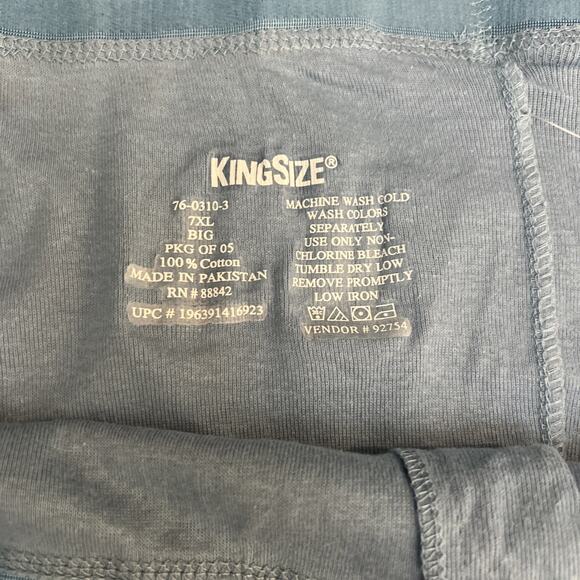 KINGSIZE®
76-0310-3
7XL
BIG
PKG OF 05
100% Cotton
MADE IN PAKISTAN
RN # 88842
UPC # 196391416923
MACHINE WASH COLD
WASH COLORS
SEPARATELY
USE ONLY NON-
CHLORINE BLEACH
TUMBLE DRY LOW
REMOVE PROMPTLY
LOW IRON
VENDOR # 92754